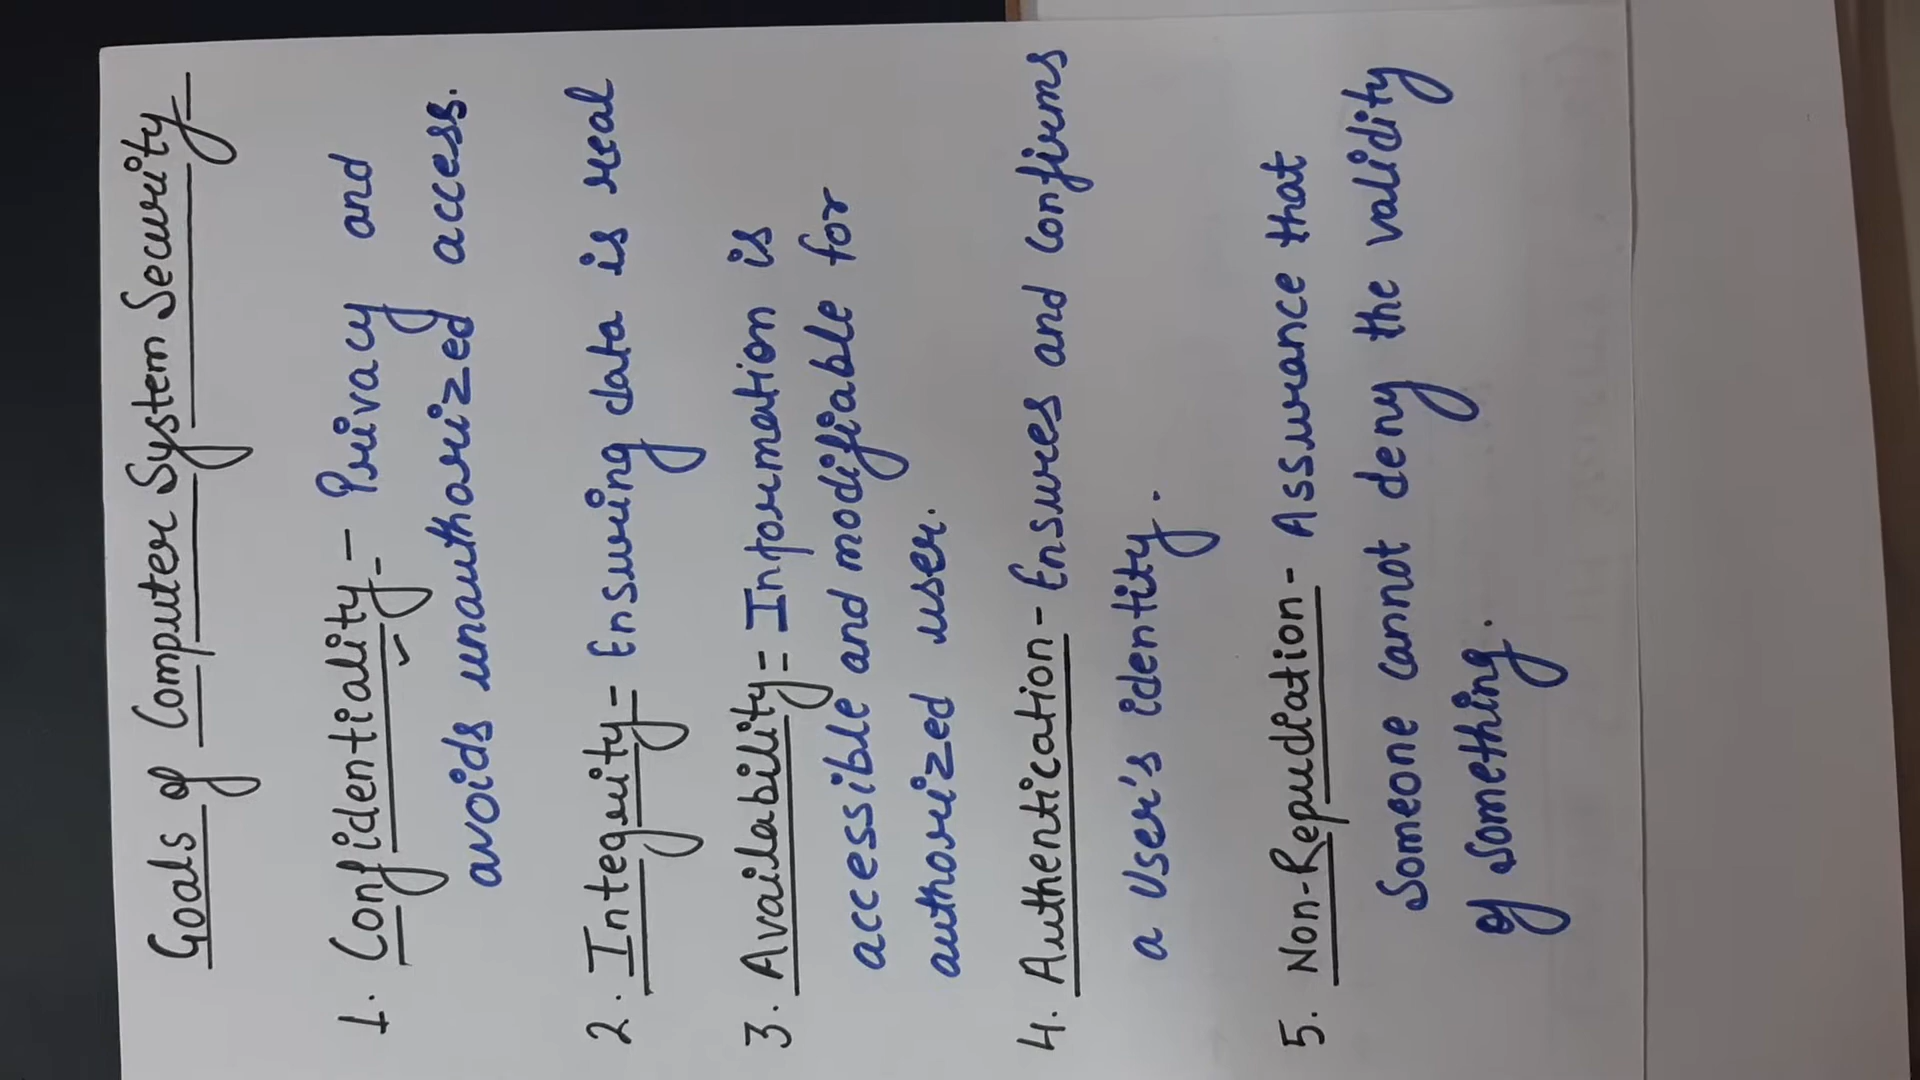 Goals of Computer System Security
1. Confidentiality - Privacy and
avoids unauthorized access.
2. Integrity - Ensuring data is real
3. Availability - Information is
accessible and modifiable for
authorized user.
4. Authentication - Ensures and confirms
a User's identity.
5. Non-Repudiation - Assurance that
someone cannot deny the validity
of something.